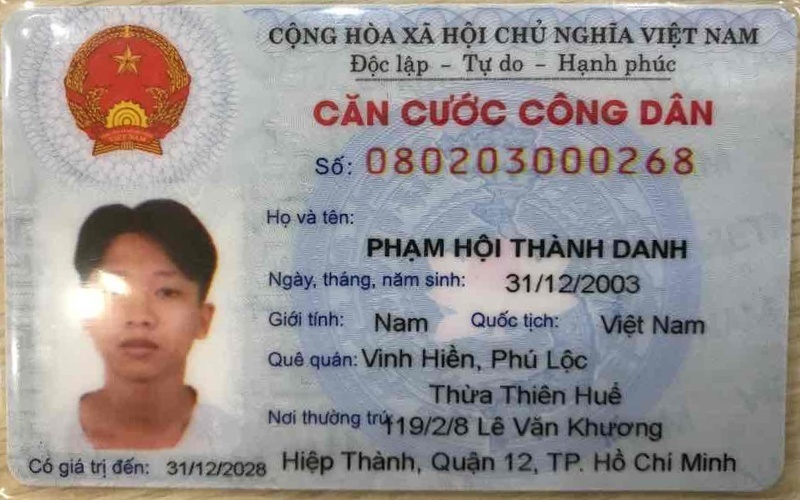 CỘNG HÒA XÃ HỘI CHỦ NGHĨA VIỆT NAM
Độc lập - Tự do - Hạnh phúc
CĂN CƯỚC CÔNG DÂN
Số: 080203000268
Họ và tên:
PHẠM HỘI THÀNH DANH
Ngày, tháng, năm sinh: 31/12/2003
Giới tính: Nam Quốc tịch: Việt Nam
Quê quán: Vinh Hiền, Phú Lộc
Thừa Thiên Huế
Nơi thường trú: 119/2/8 Lê Văn Khương
Có giá trị đến: 31/12/2028 Hiệp Thành, Quận 12, TP. Hồ Chí Minh